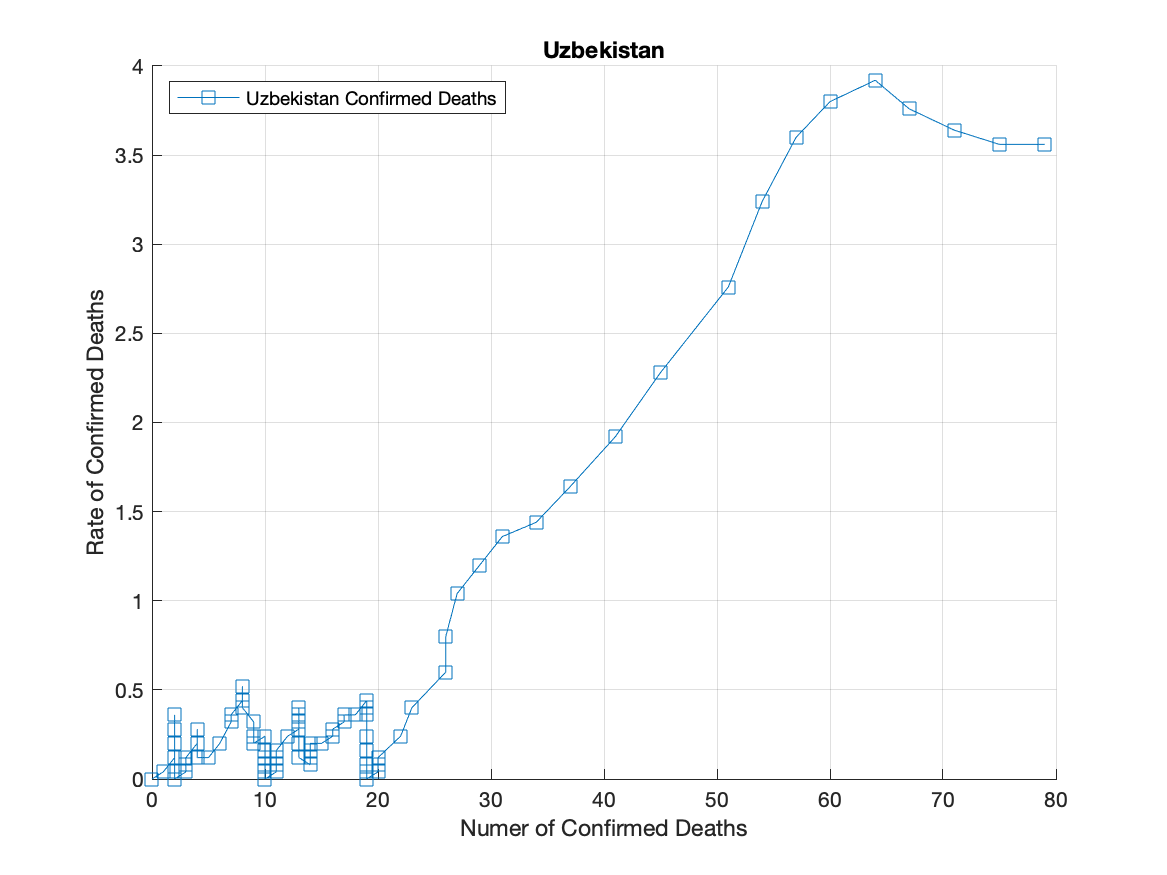 Uzbekistan
Uzbekistan Confirmed Deaths
4
3.5
3
2.5
2
1.5
1
0.5
0
Rate of Confirmed Deaths
0 10 20 30 40 50 60 70 80
Numer of Confirmed Deaths